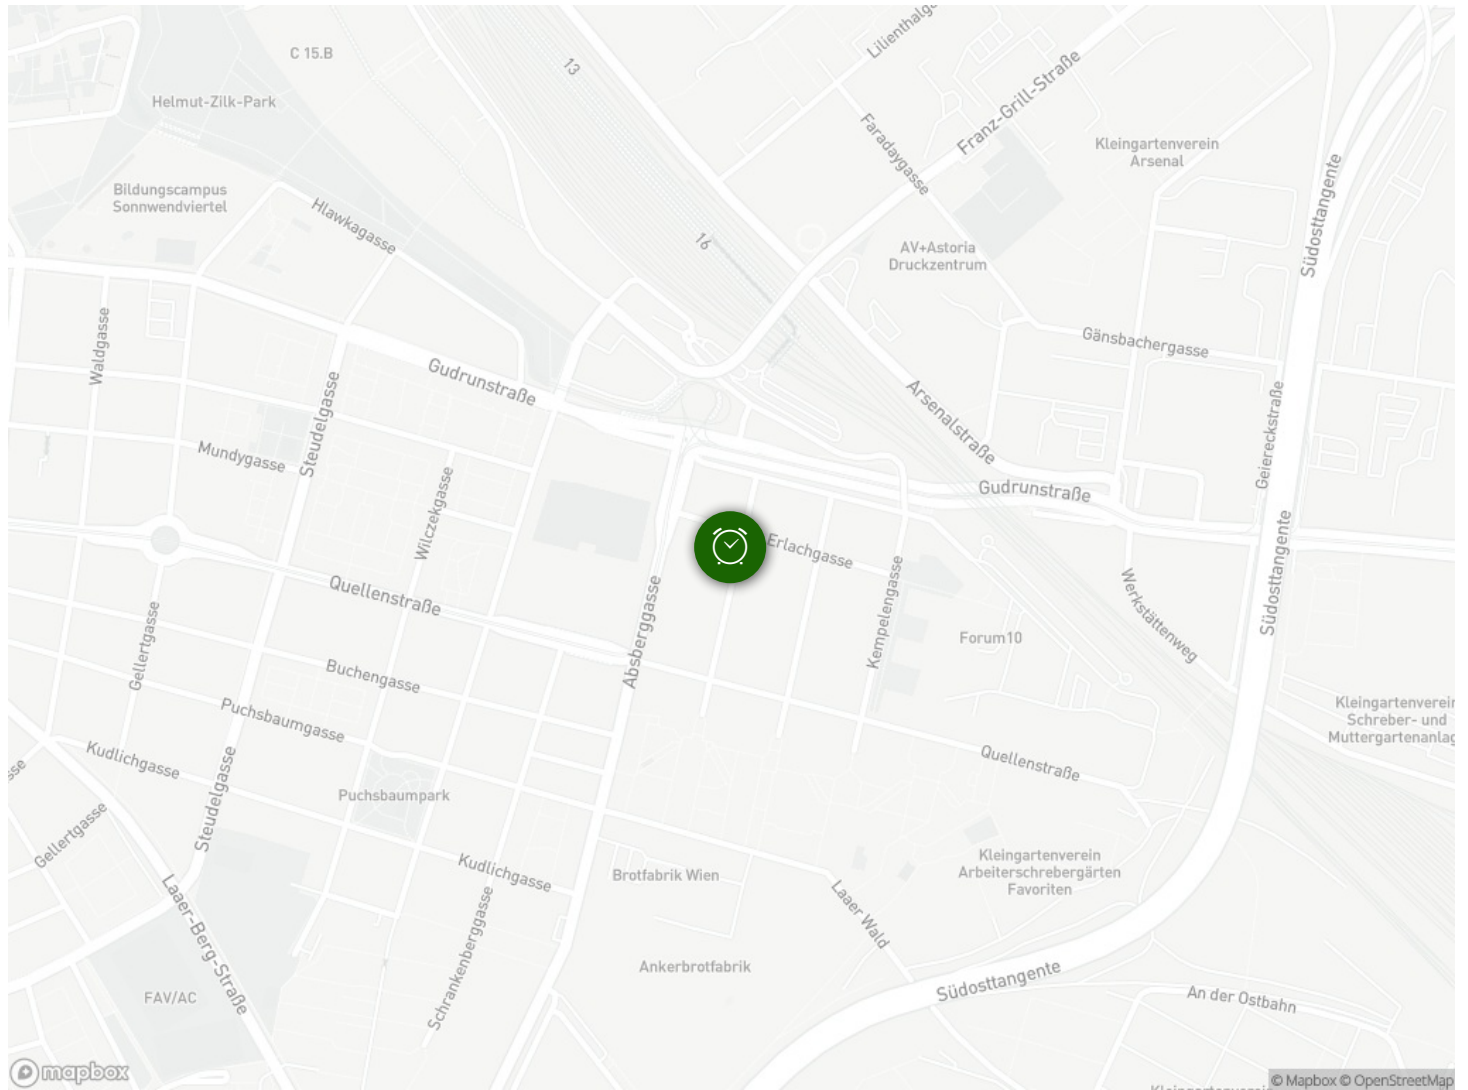 C 15.B
13
Lilienthalg
Helmut-Zilk-Park
Franz-Grill-Straße
Faradaygasse
Kleingartenverein
Arsenal
Südosttangente
Bildungscampus
Sonnwendviertel
Hlawkagasse
16
AV+Astoria
Druckzentrum
Waldgasse
Gänsbachergasse
Gudrunstraße
Steudelgasse
Arsenalstraße
Geiereckstraße
Mundygasse
Wilczekgasse
Gudrunstraße
Erlachgasse
Südosttangente
Quellenstraße
Absberggasse
Kempelengasse
Werkstättenweg
Gellertgasse
Forum10
Buchengasse
Puchsbaumgasse
Kleingartenverein
Schreber- und
Muttergartenanlag
Kudlichgasse
sse
Quellenstraße
Steudelgasse
Puchsbaumpark
Gellertgasse
Kudlichgasse
Brotfabrik Wien
Kleingartenverein
Arbeiterschrebergärten
Favoriten
Laaer-Berg-Straße
Schrankenberggasse
Laaer Wald
Ankerbrotfabrik
Südosttangente
An der Ostbahn
FAV/AC
mapbox
© Mapbox © OpenStreetMap